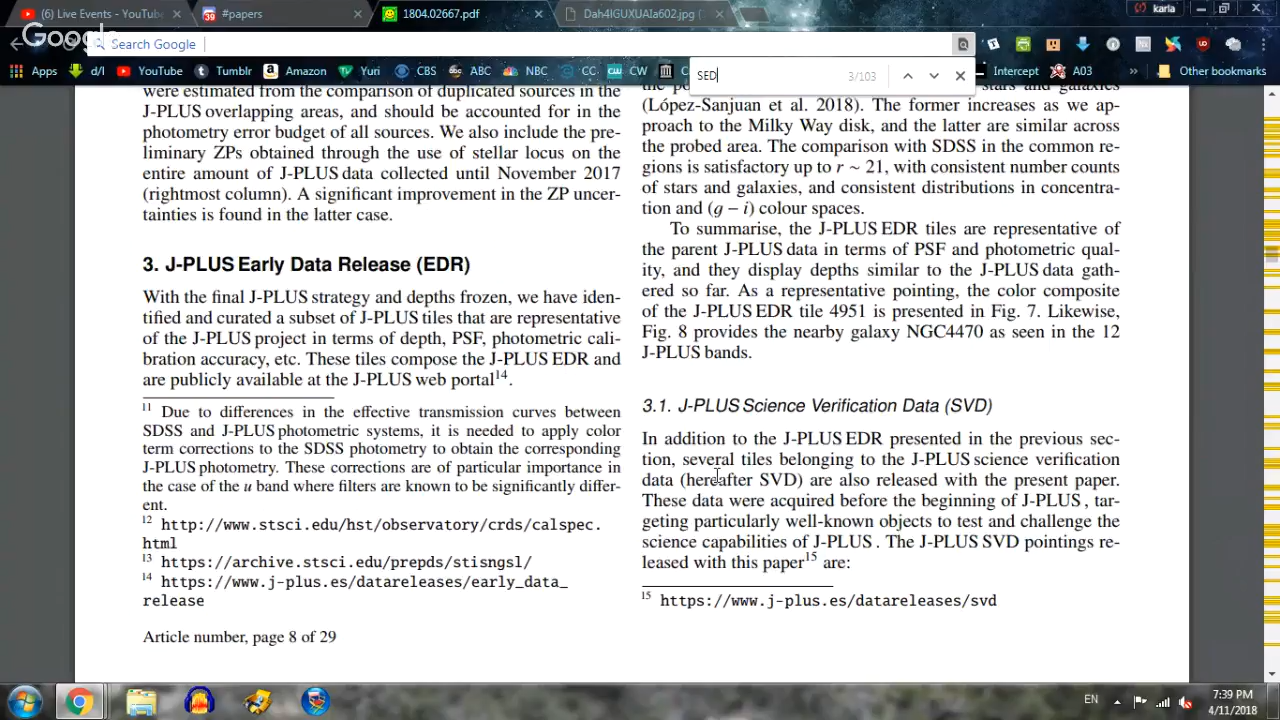 (2) Live Events - YouTube
#papers
1804.02667.pdf
Dah4IGUXUAIa602.jpg (
karla
Google
Search Google
Apps
d/l
YouTube
Tumblr
Yuri
CBS
ABC
NBC
CC
CW
SED
3/103
Intercept
A03
»
Other bookmarks
were estimated from the comparison of duplicated sources in the
J-PLUS overlapping areas, and should be accounted for in the
photometry error budget of all sources. We also include the pre-
liminary ZPs obtained through the use of stellar locus on the
entire amount of J-PLUS data collected until November 2017
(rightmost column). A significant improvement in the ZP uncer-
tainties is found in the latter case.
3. J-PLUS Early Data Release (EDR)
With the final J-PLUS strategy and depths frozen, we have iden-
tified and curated a subset of J-PLUS tiles that are representative
of the J-PLUS project in terms of depth, PSF, photometric cali-
bration accuracy, etc. These tiles compose the J-PLUS EDR and
are publicly available at the J-PLUS web portal14.
11 Due to differences in the effective transmission curves between
SDSS and J-PLUS photometric systems, it is needed to apply color
term corrections to the SDSS photometry to obtain the corresponding
J-PLUS photometry. These corrections are of particular importance in
the case of the u band where filters are known to be significantly differ-
ent.
12 http://www.stsci.edu/hst/observatory/crds/calspec.
html
13 https://archive.stsci.edu/prepds/stisngsl/
14 https://www.j-plus.es/datareleases/early_data_
release
Article number, page 8 of 29
stars and galaxies
(López-Sanjuan et al. 2018). The former increases as we ap-
proach to the Milky Way disk, and the latter are similar across
the probed area. The comparison with SDSS in the common re-
gions is satisfactory up to r ∼ 21, with consistent number counts
of stars and galaxies, and consistent distributions in concentra-
tion and (g − i) colour spaces.
To summarise, the J-PLUS EDR tiles are representative of
the parent J-PLUS data in terms of PSF and photometric qual-
ity, and they display depths similar to the J-PLUS data gath-
ered so far. As a representative pointing, the color composite
of the J-PLUS EDR tile 4951 is presented in Fig. 7. Likewise,
Fig. 8 provides the nearby galaxy NGC4470 as seen in the 12
J-PLUS bands.
3.1. J-PLUS Science Verification Data (SVD)
In addition to the J-PLUS EDR presented in the previous sec-
tion, several tiles belonging to the J-PLUS science verification
data (hereafter SVD) are also released with the present paper.
These data were acquired before the beginning of J-PLUS , tar-
geting particularly well-known objects to test and challenge the
science capabilities of J-PLUS . The J-PLUS SVD pointings re-
leased with this paper15 are:
15 https://www.j-plus.es/datareleases/svd
EN
7:39 PM
4/11/2018